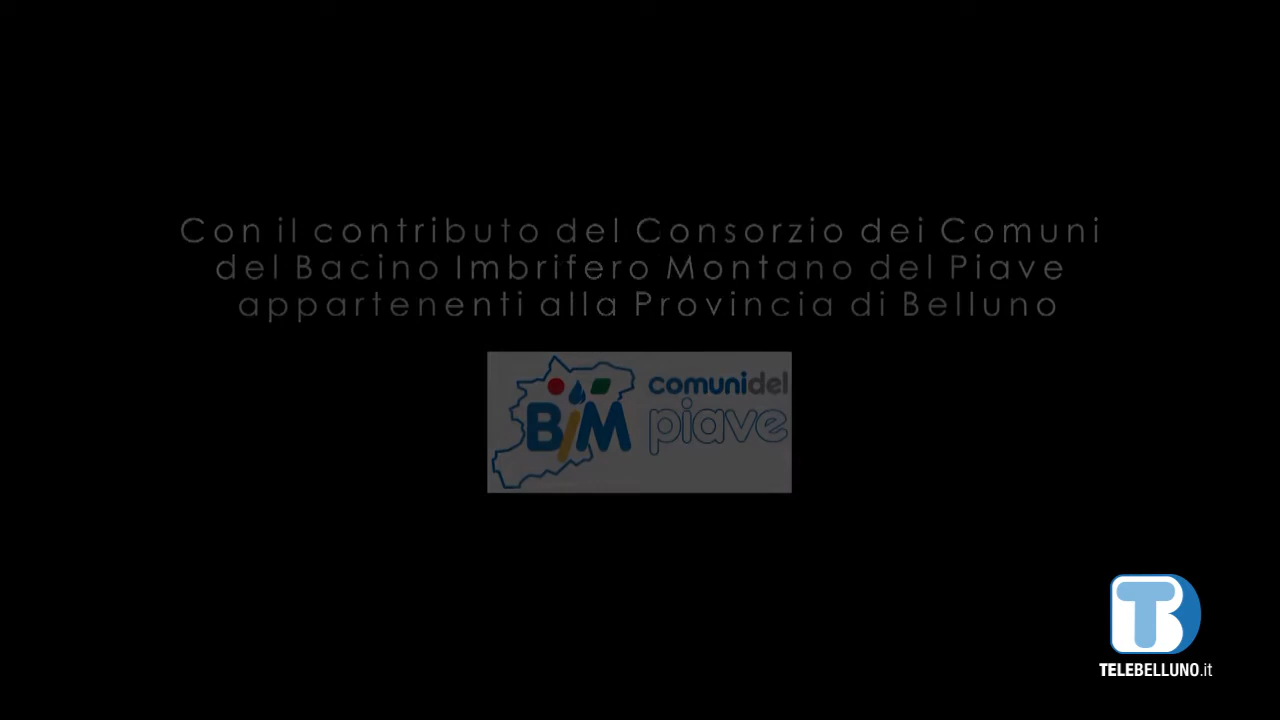 Con il contributo del Consorzio dei Comuni
del Bacino Imbrifero Montano del Piave
appartenenti alla Provincia di Belluno
BiM comunidel
piave
TB
TELEBELLUNO.it